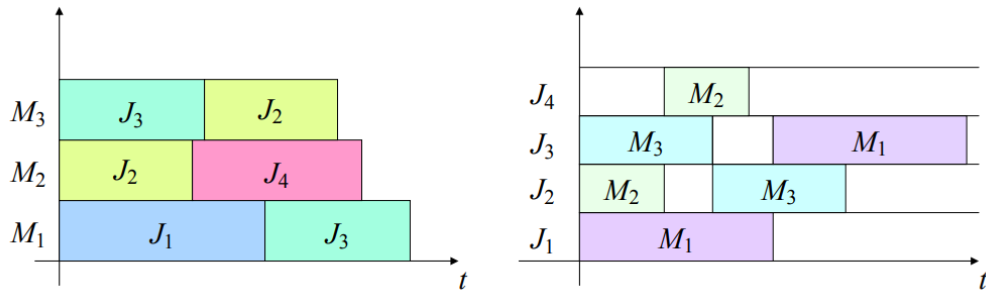 M₃ J₃ J₂
M₂ J₂ J₄
M₁ J₁ J₃
t
J₄ M₂
J₃ M₃ M₁
J₂ M₂ M₃
J₁ M₁
t